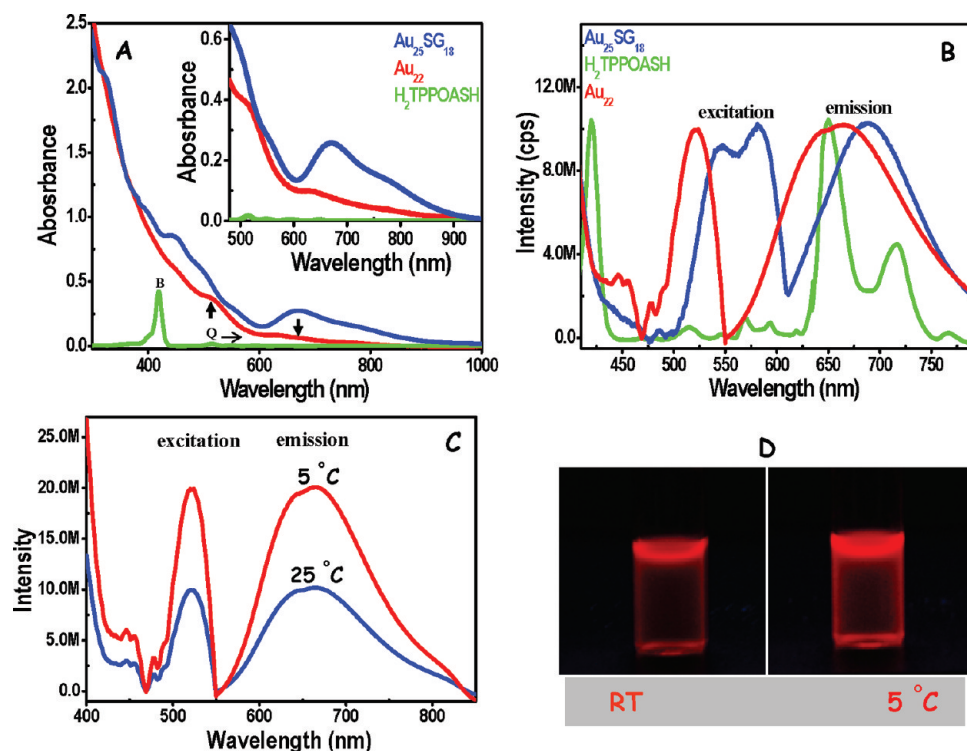 A
Au25SG18
Au22
H2TPPOASH
Abosrbance
2.5
2.0
1.5
1.0
0.5
0.0
B
Q →
400 600 800 1000
Wavelength (nm)
Abosrbance
0.6
0.4
0.2
0.0
500 600 700 800 900
Wavelength (nm)
B
Au25SG18
H2TPPOASH
Au22
excitation emission
Intensity (cps)
12.0M
8.0M
4.0M
0.0
450 500 550 600 650 700 750
Wavelength (nm)
C
excitation emission
5 °C
25 °C
Intensity
25.0M
20.0M
15.0M
10.0M
5.0M
0.0
400 500 600 700 800
Wavelength (nm)
D
RT 5 °C